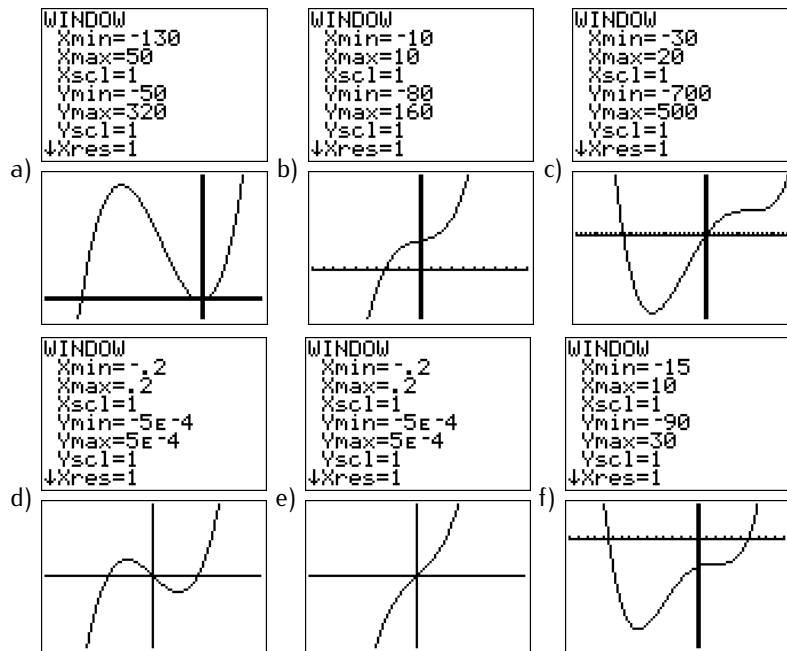 WINDOW
Xmin=-130
Xmax=50
Xscl=1
Ymin=-50
Ymax=320
Yscl=1
↓Xres=1
a)
WINDOW
Xmin=-10
Xmax=10
Xscl=1
Ymin=-80
Ymax=160
Yscl=1
↓Xres=1
b)
WINDOW
Xmin=-30
Xmax=20
Xscl=1
Ymin=-700
Ymax=500
Yscl=1
↓Xres=1
c)
WINDOW
Xmin=-.2
Xmax=.2
Xscl=1
Ymin=-5E-4
Ymax=5E-4
Yscl=1
↓Xres=1
d)
WINDOW
Xmin=-.2
Xmax=.2
Xscl=1
Ymin=-5E-4
Ymax=5E-4
Yscl=1
↓Xres=1
e)
WINDOW
Xmin=-15
Xmax=10
Xscl=1
Ymin=-90
Ymax=30
Yscl=1
↓Xres=1
f)